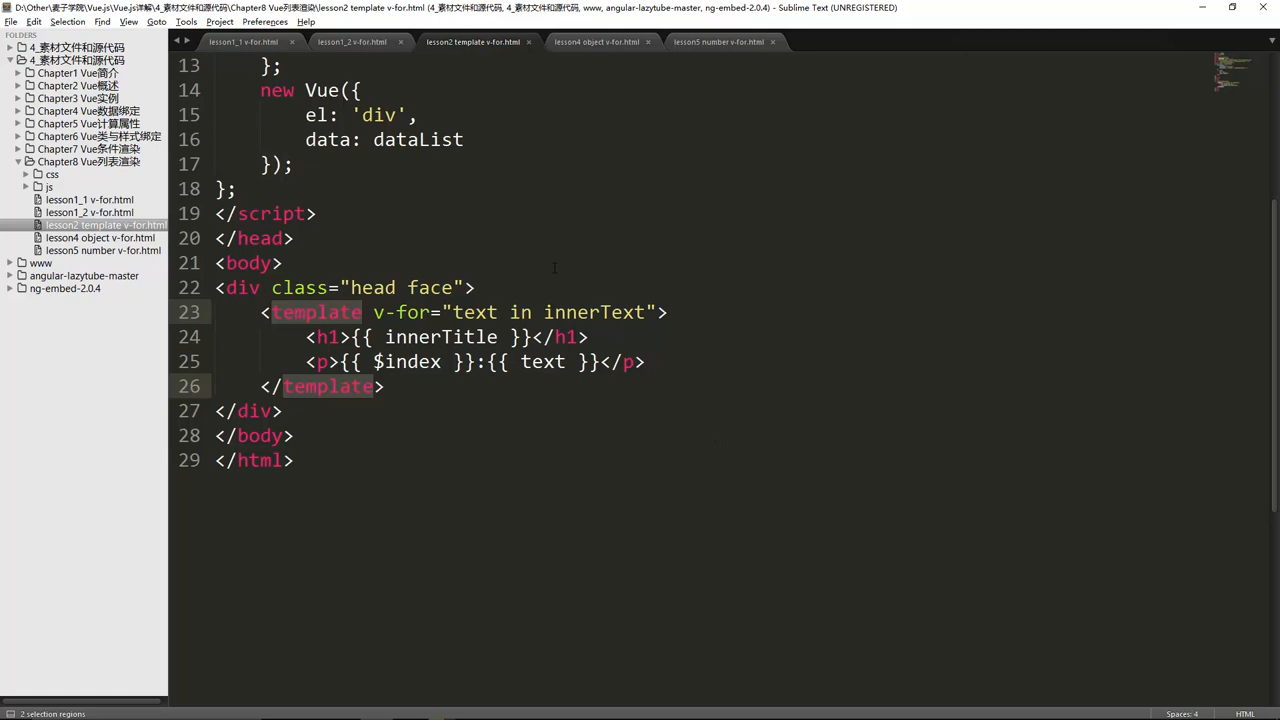 D:\Other\麦子学院\Vue.js\Vue.js详解\4_素材文件和源代码\Chapter8 Vue列表渲染\lesson2 template v-for.html (4_素材文件和源代码, 4_素材文件和源代码, www, angular-lazytube-master, ng-embed-2.0.4) - Sublime Text (UNREGISTERED)
File Edit Selection Find View Goto Tools Project Preferences Help
FOLDERS
4_素材文件和源代码
4_素材文件和源代码
Chapter1 Vue简介
Chapter2 Vue概述
Chapter3 Vue实例
Chapter4 Vue数据绑定
Chapter5 Vue计算属性
Chapter6 Vue类与样式绑定
Chapter7 Vue条件渲染
Chapter8 Vue列表渲染
css
js
lesson1_1 v-for.html
lesson1_2 v-for.html
lesson2 template v-for.html
lesson4 object v-for.html
lesson5 number v-for.html
www
angular-lazytube-master
ng-embed-2.0.4
lesson1_1 v-for.html × lesson1_2 v-for.html × lesson2 template v-for.html × lesson4 object v-for.html × lesson5 number v-for.html ×
13 };
14 new Vue({
15 el: 'div',
16 data: dataList
17 });
18 };
19 </script>
20 </head>
21 <body>
22 <div class="head face">
23 <template v-for="text in innerText">
24 <h1>{{ innerTitle }}</h1>
25 <p>{{ $index }}:{{ text }}</p>
26 </template>
27 </div>
28 </body>
29 </html>
2 selection regions
Spaces: 4 HTML